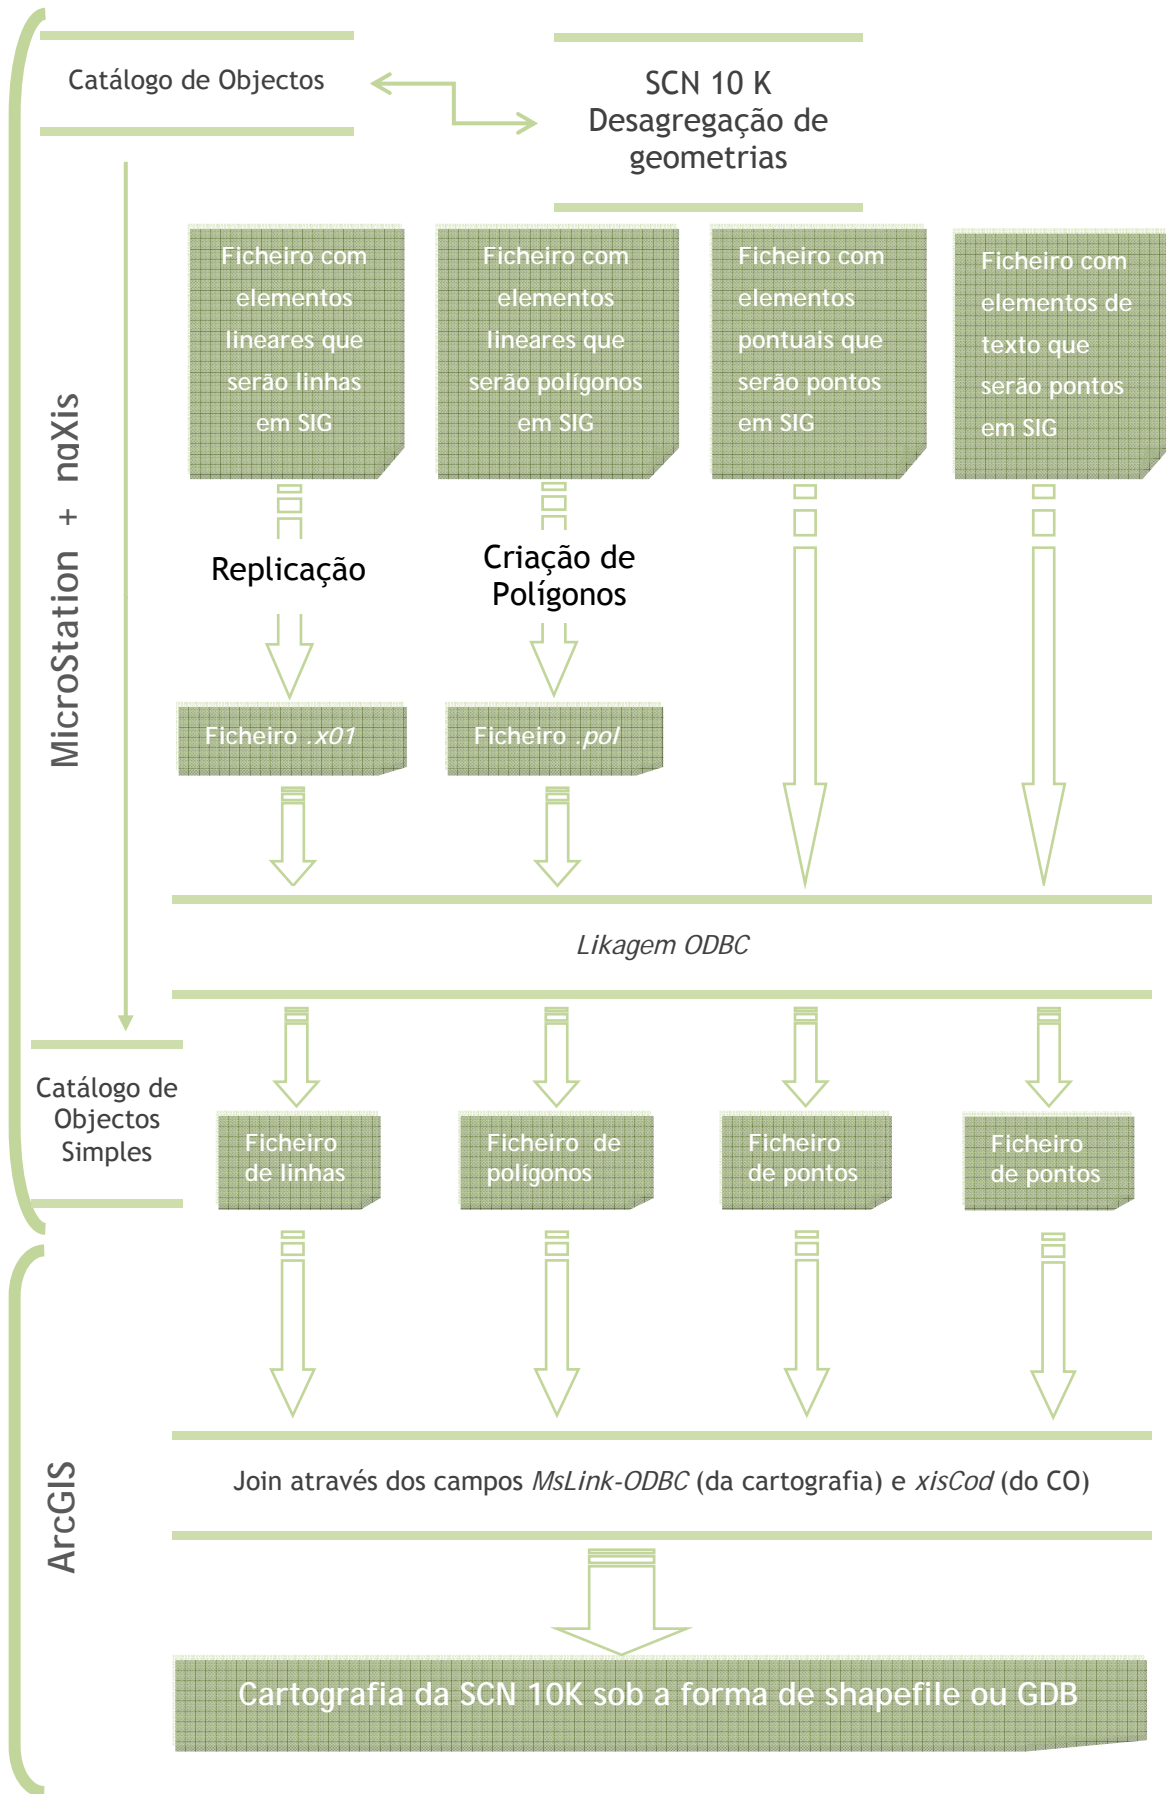 Catálogo de Objectos
SCN 10 K
Desagregação de
geometrias
Ficheiro com
elementos
lineares que
serão linhas
em SIG
Ficheiro com
elementos
lineares que
serão polígonos
em SIG
Ficheiro com
elementos
pontuais que
serão pontos
em SIG
Ficheiro com
elementos de
texto que
serão pontos
em SIG
MicroStation + nαXis
Replicação
Criação de
Polígonos
Ficheiro .x01
Ficheiro .pol
Likagem ODBC
Catálogo de
Objectos
Simples
Ficheiro
de linhas
Ficheiro de
polígonos
Ficheiro
de pontos
Ficheiro
de pontos
ArcGIS
Join através dos campos MsLink-ODBC (da cartografia) e xisCod (do CO)
Cartografia da SCN 10K sob a forma de shapefile ou GDB